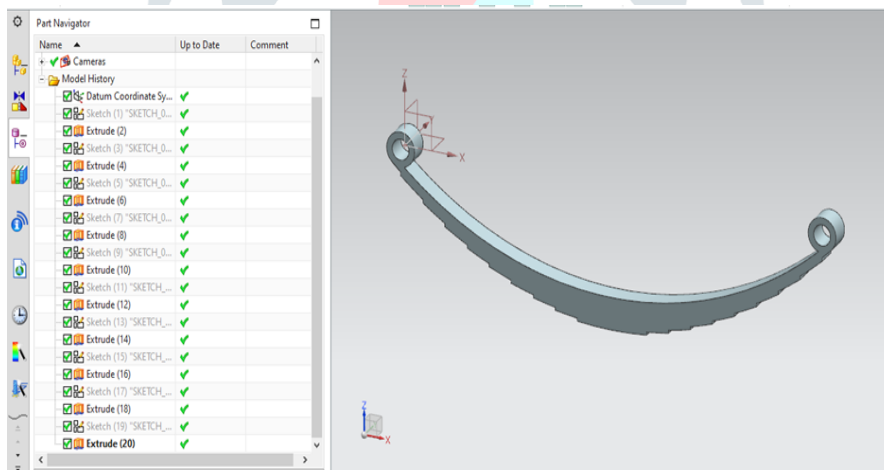 Part Navigator
Name Up to Date Comment
Cameras
Model History
Datum Coordinate Sy...
Sketch (1) "SKETCH_0...
Extrude (2)
Sketch (3) "SKETCH_0...
Extrude (4)
Sketch (5) "SKETCH_0...
Extrude (6)
Sketch (7) "SKETCH_0...
Extrude (8)
Sketch (9) "SKETCH_0...
Extrude (10)
Sketch (11) "SKETCH_...
Extrude (12)
Sketch (13) "SKETCH_...
Extrude (14)
Sketch (15) "SKETCH_...
Extrude (16)
Sketch (17) "SKETCH_...
Extrude (18)
Sketch (19) "SKETCH_...
Extrude (20)
Z
Y
X
Z
X